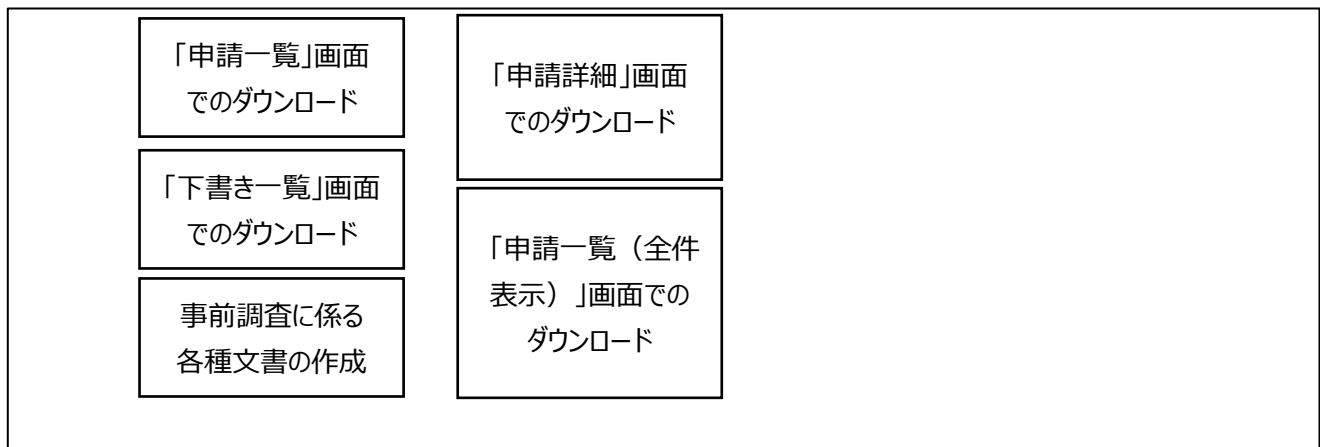 「申請一覧」画面
でのダウンロード
「下書き一覧」画面
でのダウンロード
事前調査に係る
各種文書の作成
「申請詳細」画面
でのダウンロード
「申請一覧（全件
表示）」画面での
ダウンロード